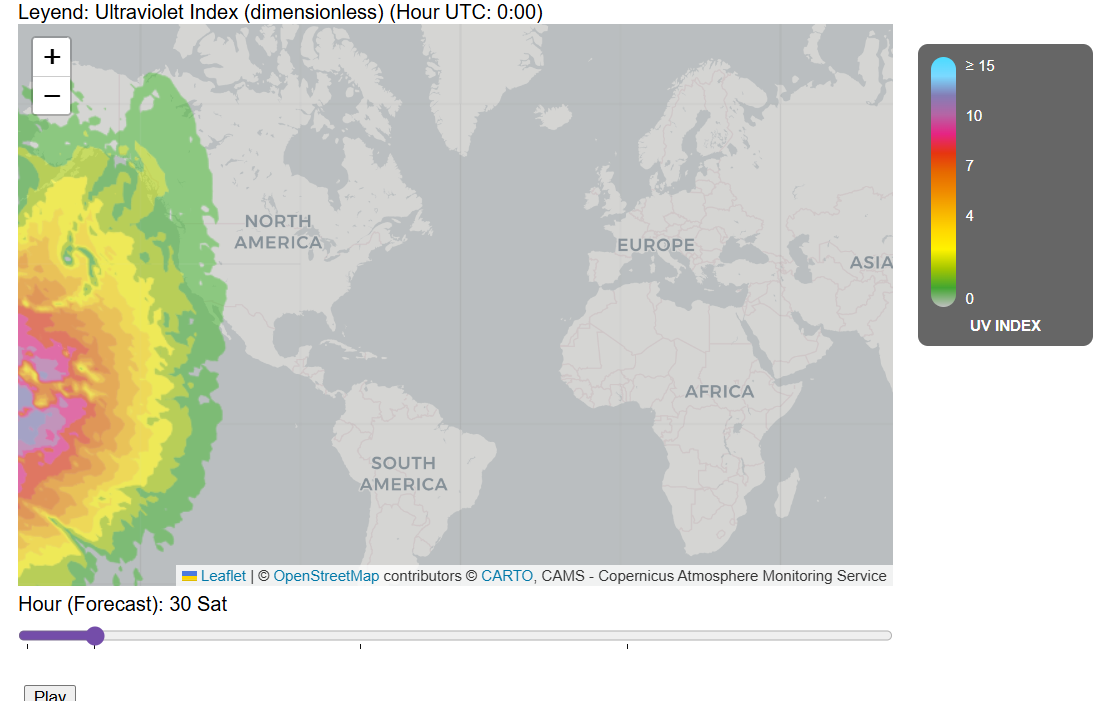 Leyend: Ultraviolet Index (dimensionless) (Hour UTC: 0:00)
+
−
≥ 15
10
7
4
0
UV INDEX
NORTH
AMERICA
EUROPE
ASIA
AFRICA
SOUTH
AMERICA
Leaflet | © OpenStreetMap contributors © CARTO, CAMS - Copernicus Atmosphere Monitoring Service
Hour (Forecast): 30 Sat
Play